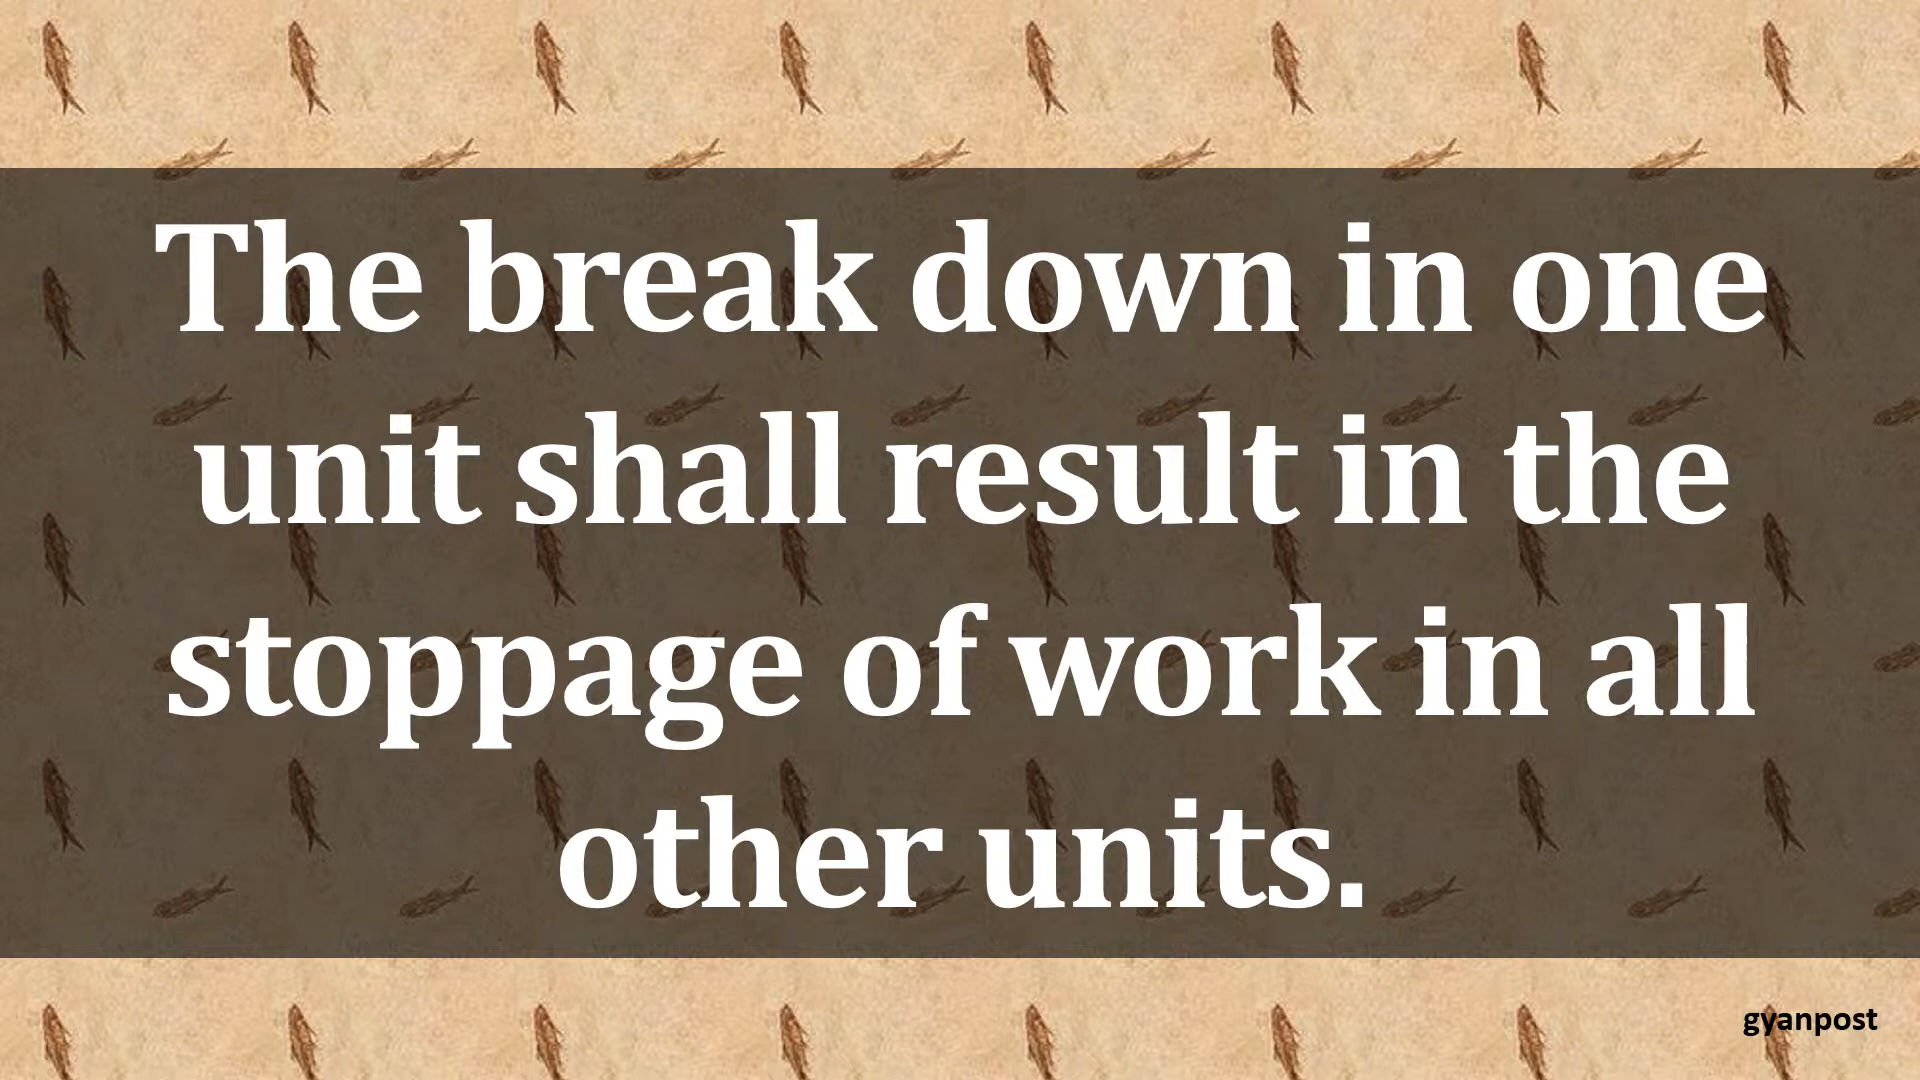 The break down in one
unit shall result in the
stoppage of work in all
other units.
gyanpost